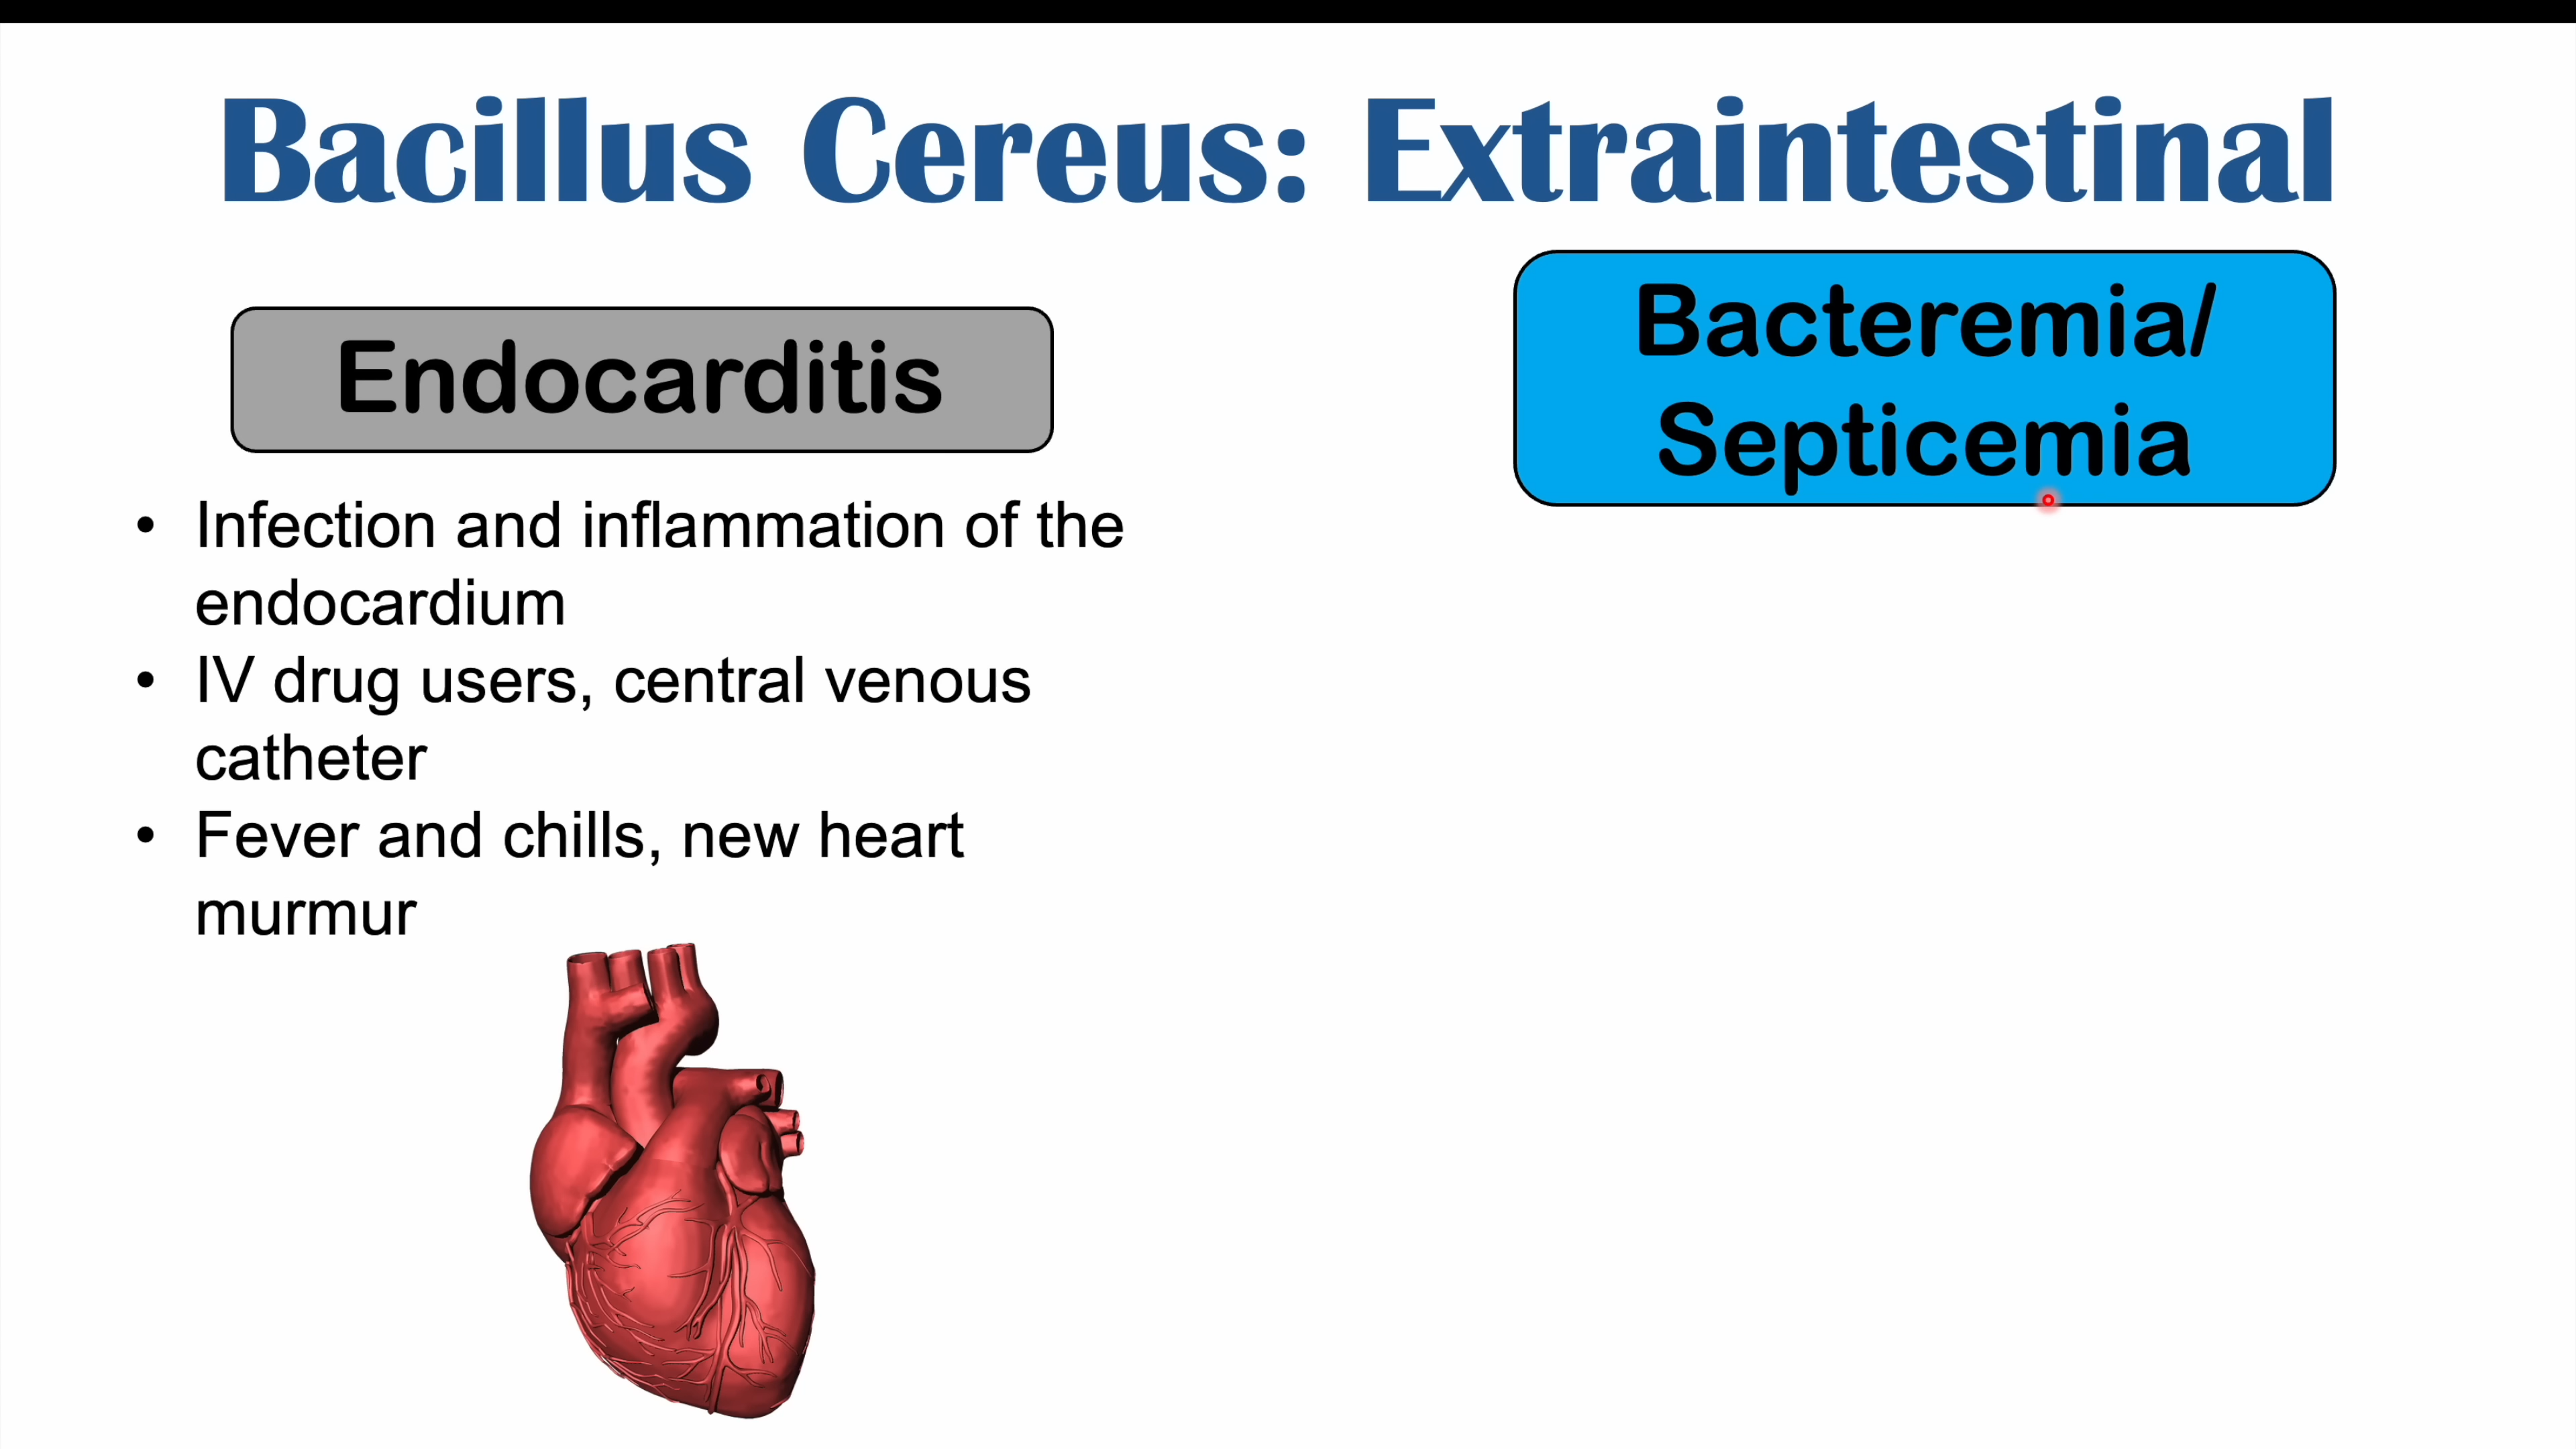 Bacillus Cereus: Extraintestinal
Endocarditis
• Infection and inflammation of the
endocardium
• IV drug users, central venous
catheter
• Fever and chills, new heart
murmur
Bacteremia/
Septicemia